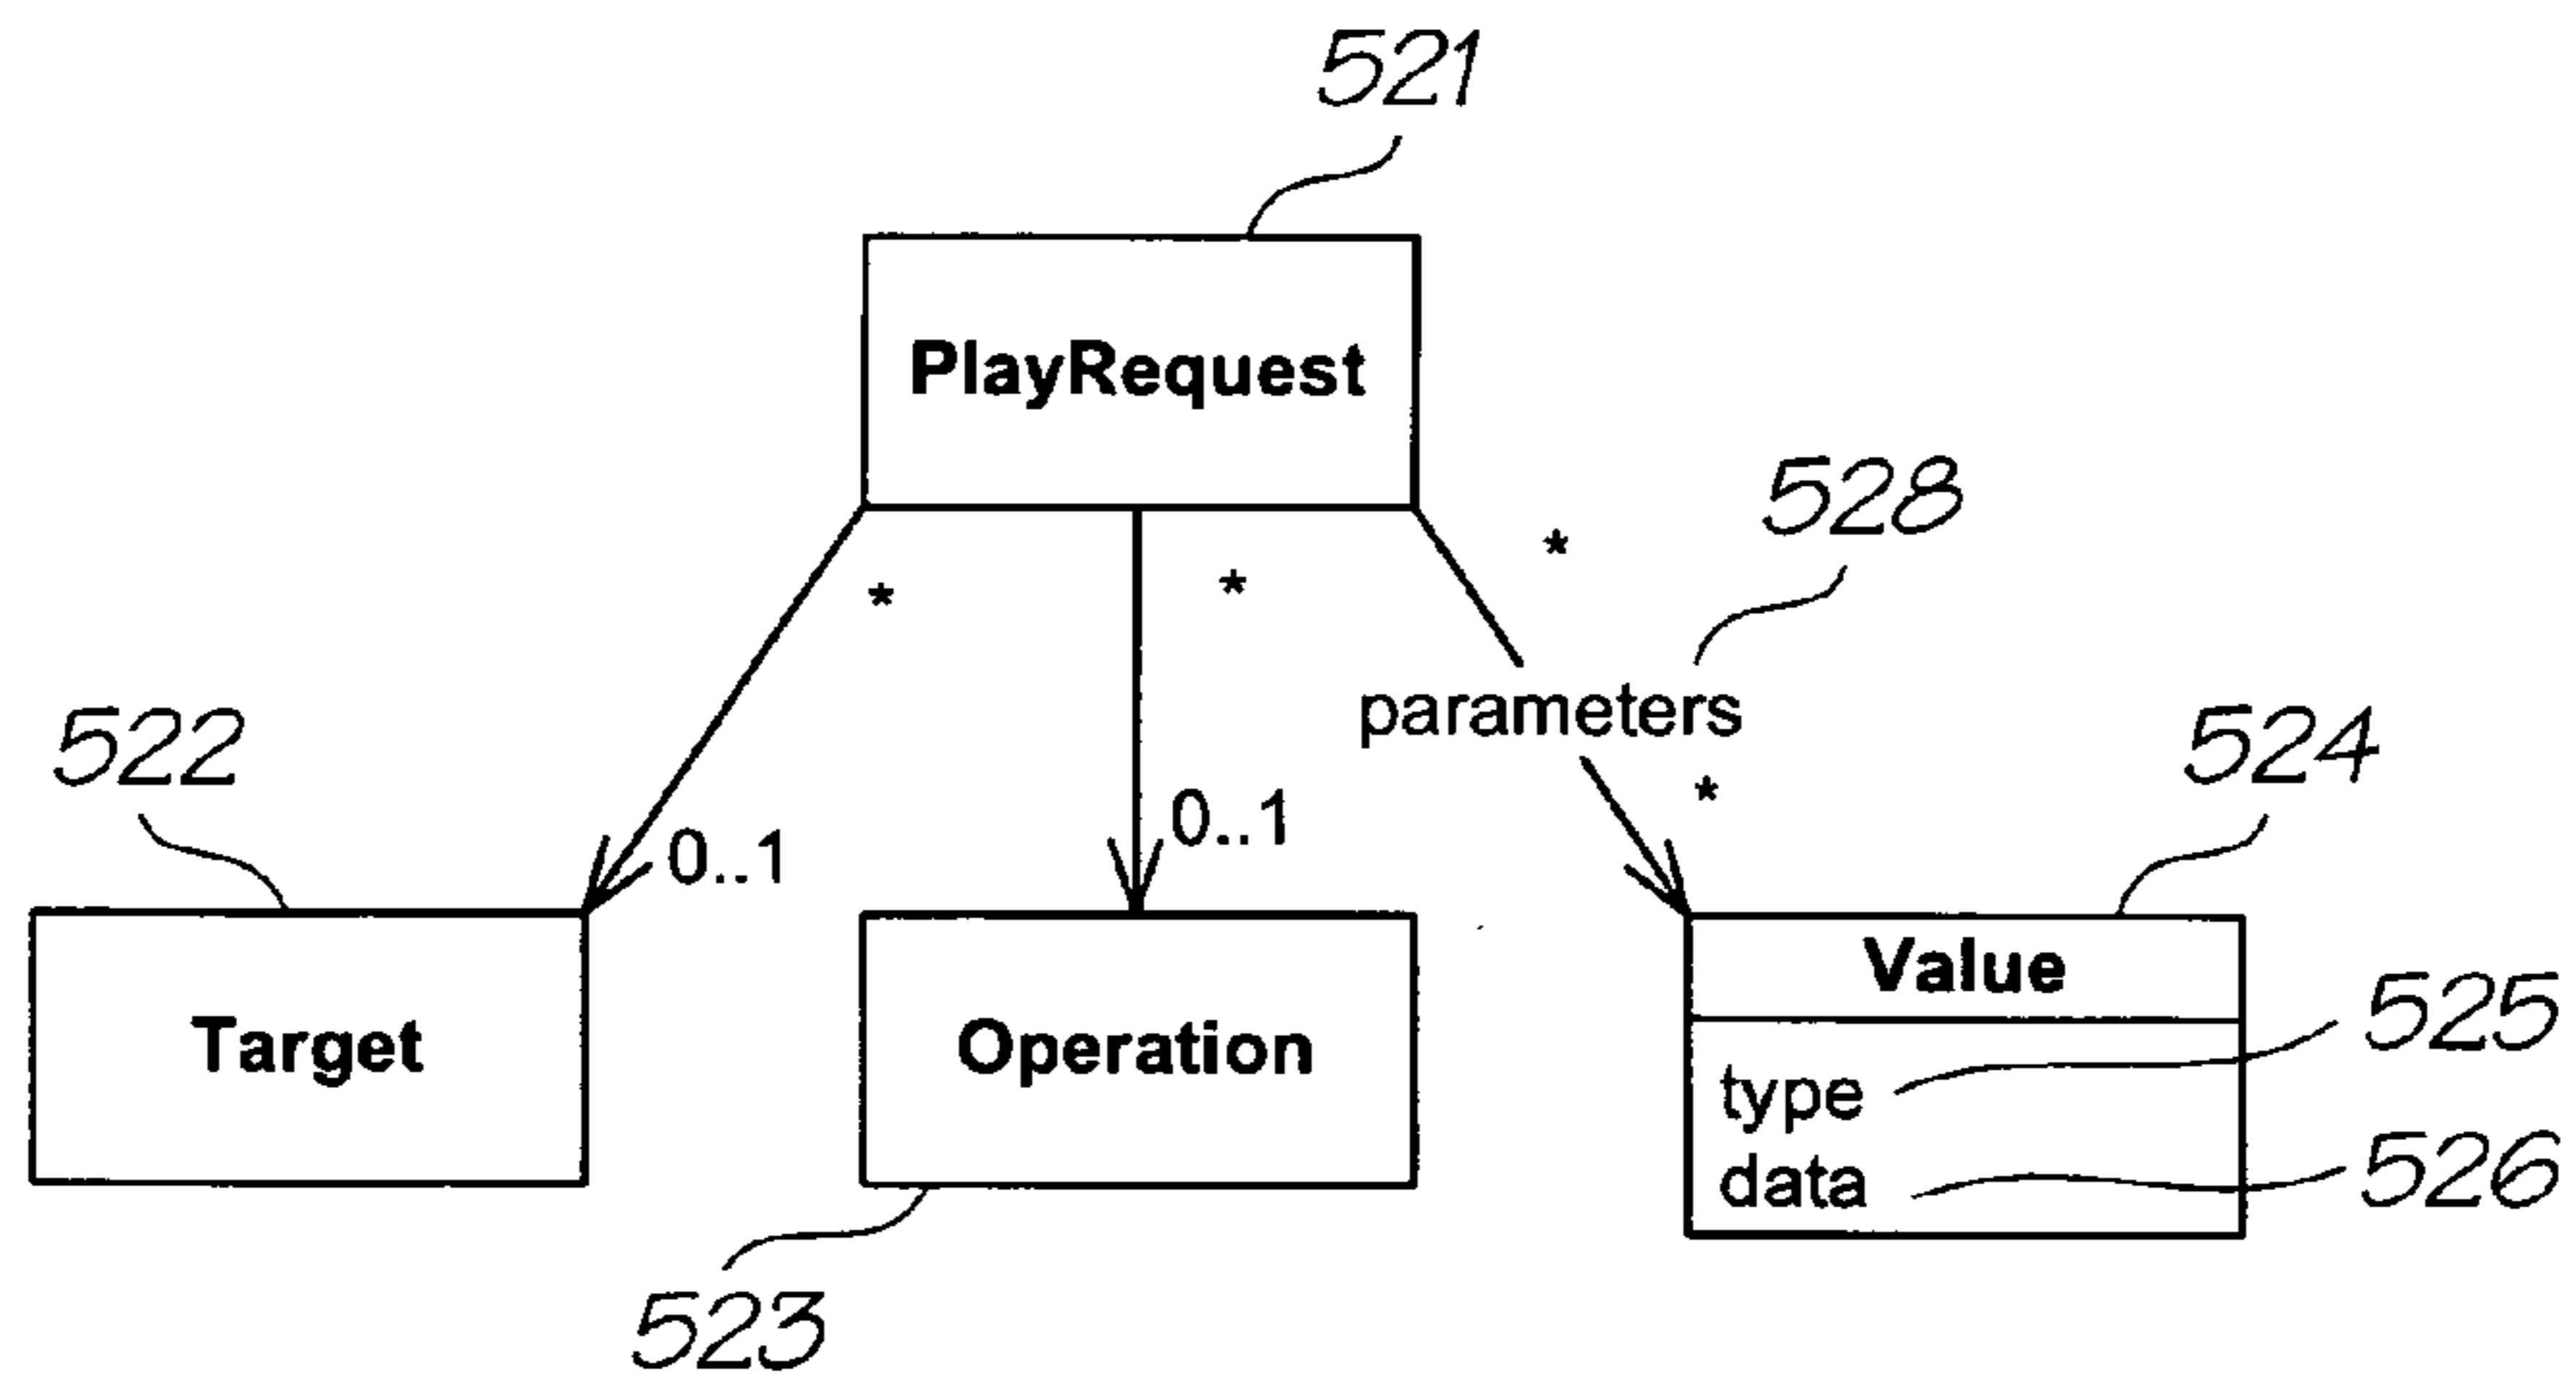 521
PlayRequest
528
*
*
*
parameters
522
524
*
0..1
0..1
Value
525
Target
Operation
type
data
526
523